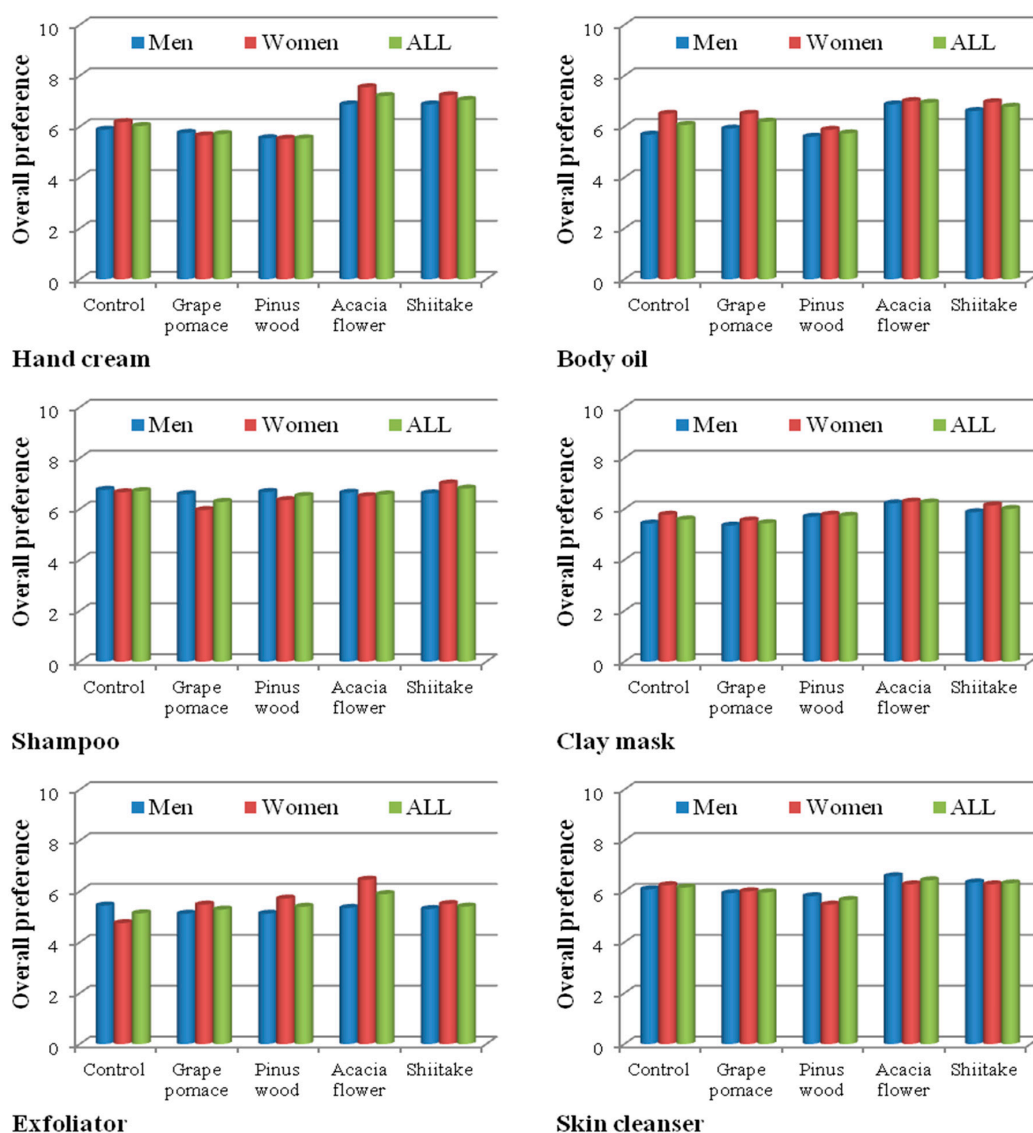 10
8
6
4
2
0
Overall preference
Men Women ALL
Control Grape pomace Pinus wood Acacia flower Shiitake
Hand cream
10
8
6
4
2
0
Overall preference
Men Women ALL
Control Grape pomace Pinus wood Acacia flower Shiitake
Body oil
10
8
6
4
2
0
Overall preference
Men Women ALL
Control Grape pomace Pinus wood Acacia flower Shiitake
Shampoo
10
8
6
4
2
0
Overall preference
Men Women ALL
Control Grape pomace Pinus wood Acacia flower Shiitake
Clay mask
10
8
6
4
2
0
Overall preference
Men Women ALL
Control Grape pomace Pinus wood Acacia flower Shiitake
Exfoliator
10
8
6
4
2
0
Overall preference
Men Women ALL
Control Grape pomace Pinus wood Acacia flower Shiitake
Skin cleanser